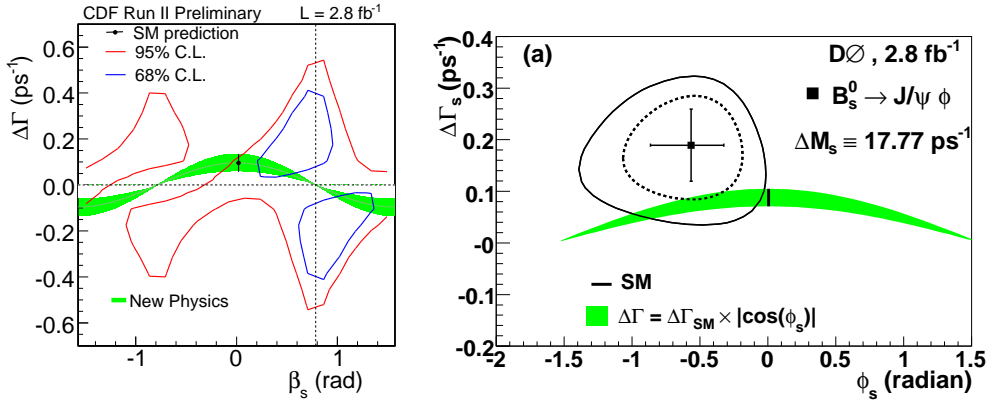 CDF Run II Preliminary L = 2.8 fb⁻¹
SM prediction
95% C.L.
68% C.L.
New Physics
ΔΓ (ps⁻¹)
0.6
0.4
0.2
0.0
-0.2
-0.4
-0.6
-1 0 1
βₛ (rad)
(a)
DØ , 2.8 fb⁻¹
Bₛ⁰ → J/ψ ϕ
ΔMₛ ≡ 17.77 ps⁻¹
SM
ΔΓ = ΔΓSM × |cos(ϕₛ)|
ΔΓₛ (ps⁻¹)
0.4
0.3
0.2
0.1
-0
-0.1
-0.2
-2 -1.5 -1 -0.5 0 0.5 1 1.5
ϕₛ (radian)